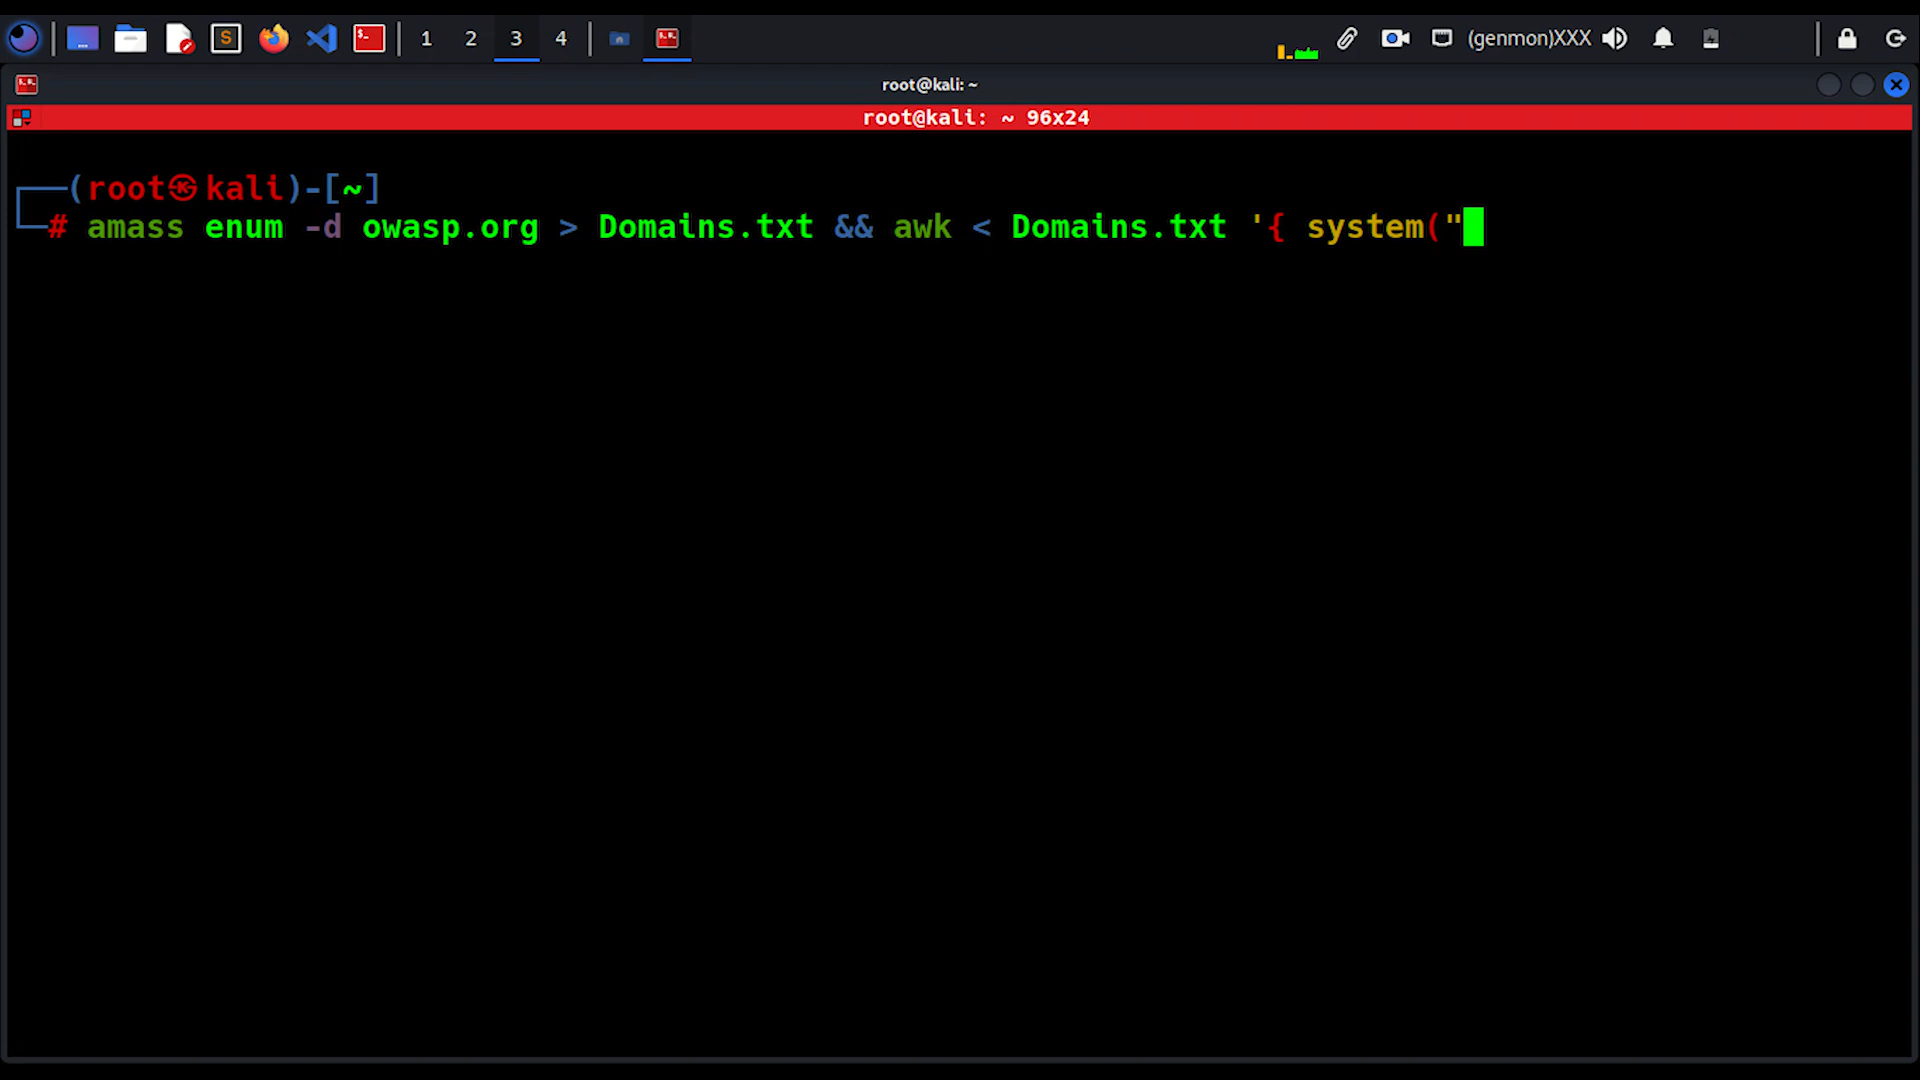 1 2 3 4 (genmon)XXX
root@kali: ~
root@kali: ~ 96x24
(root㉿kali)-[~]
# amass enum -d owasp.org > Domains.txt && awk < Domains.txt '{ system("